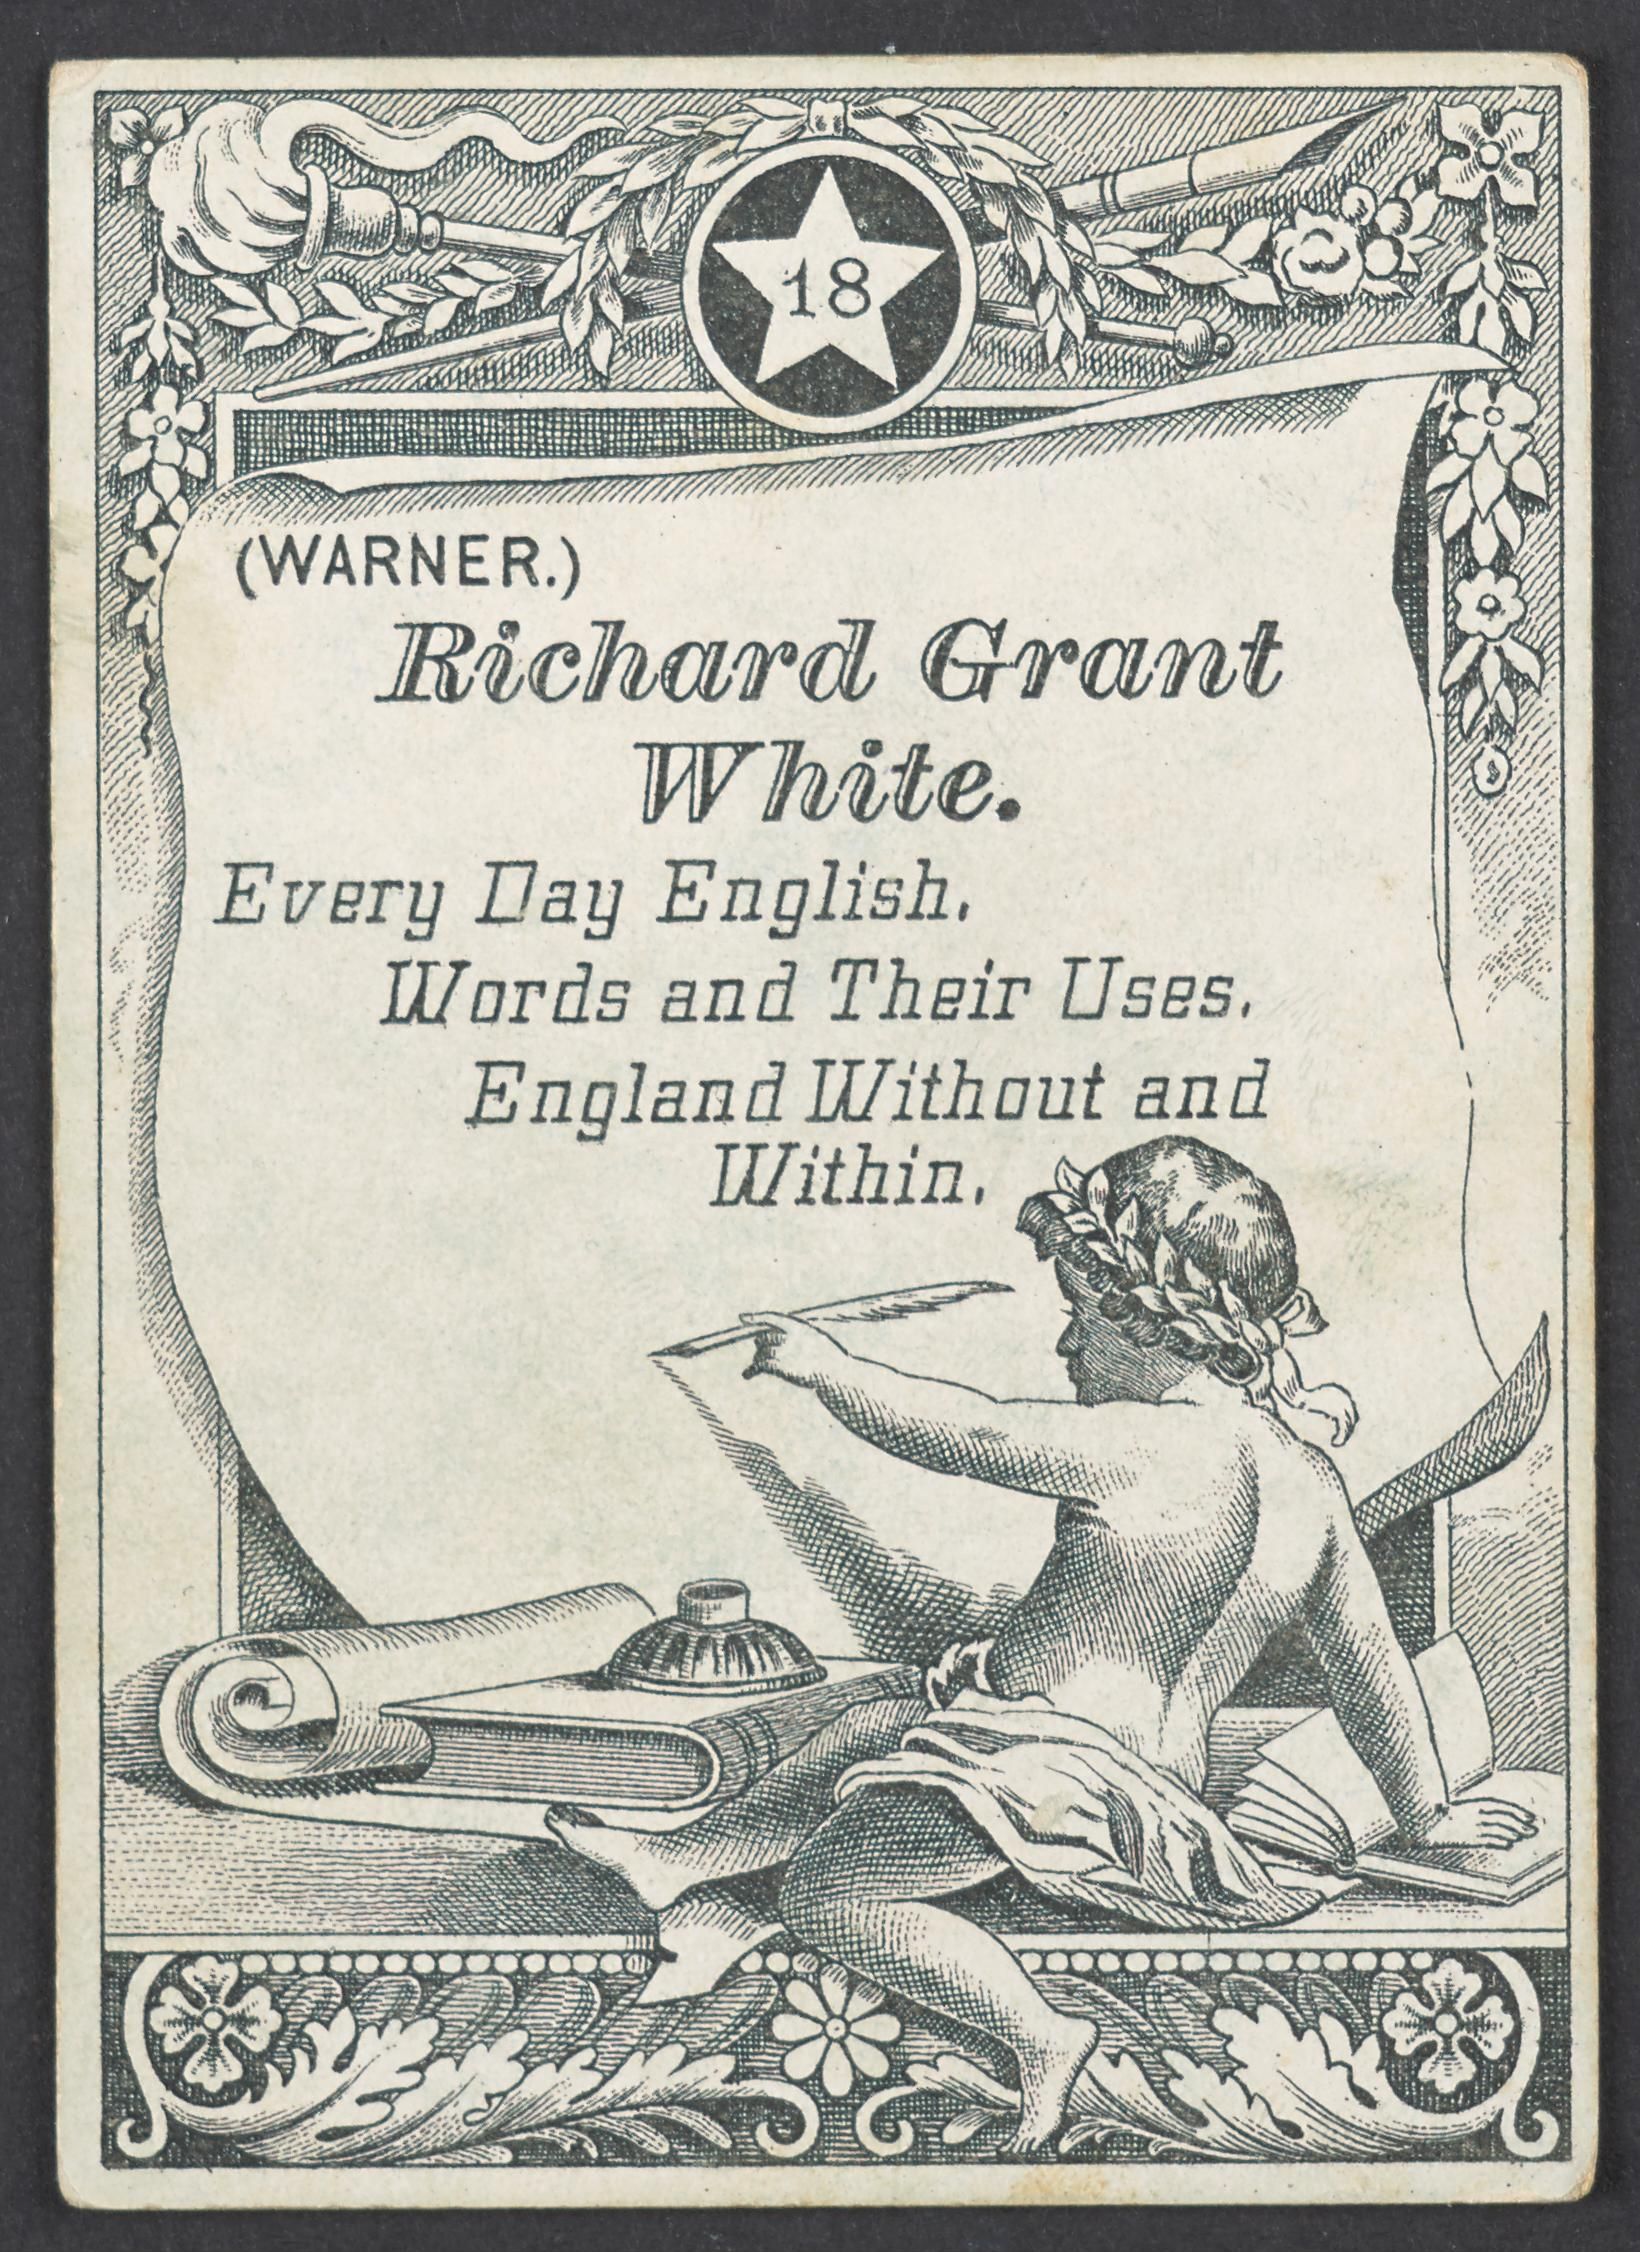 18
(WARNER.)
Richard Grant
White.
Every Day English.
Words and Their Uses.
England Without and
Within.